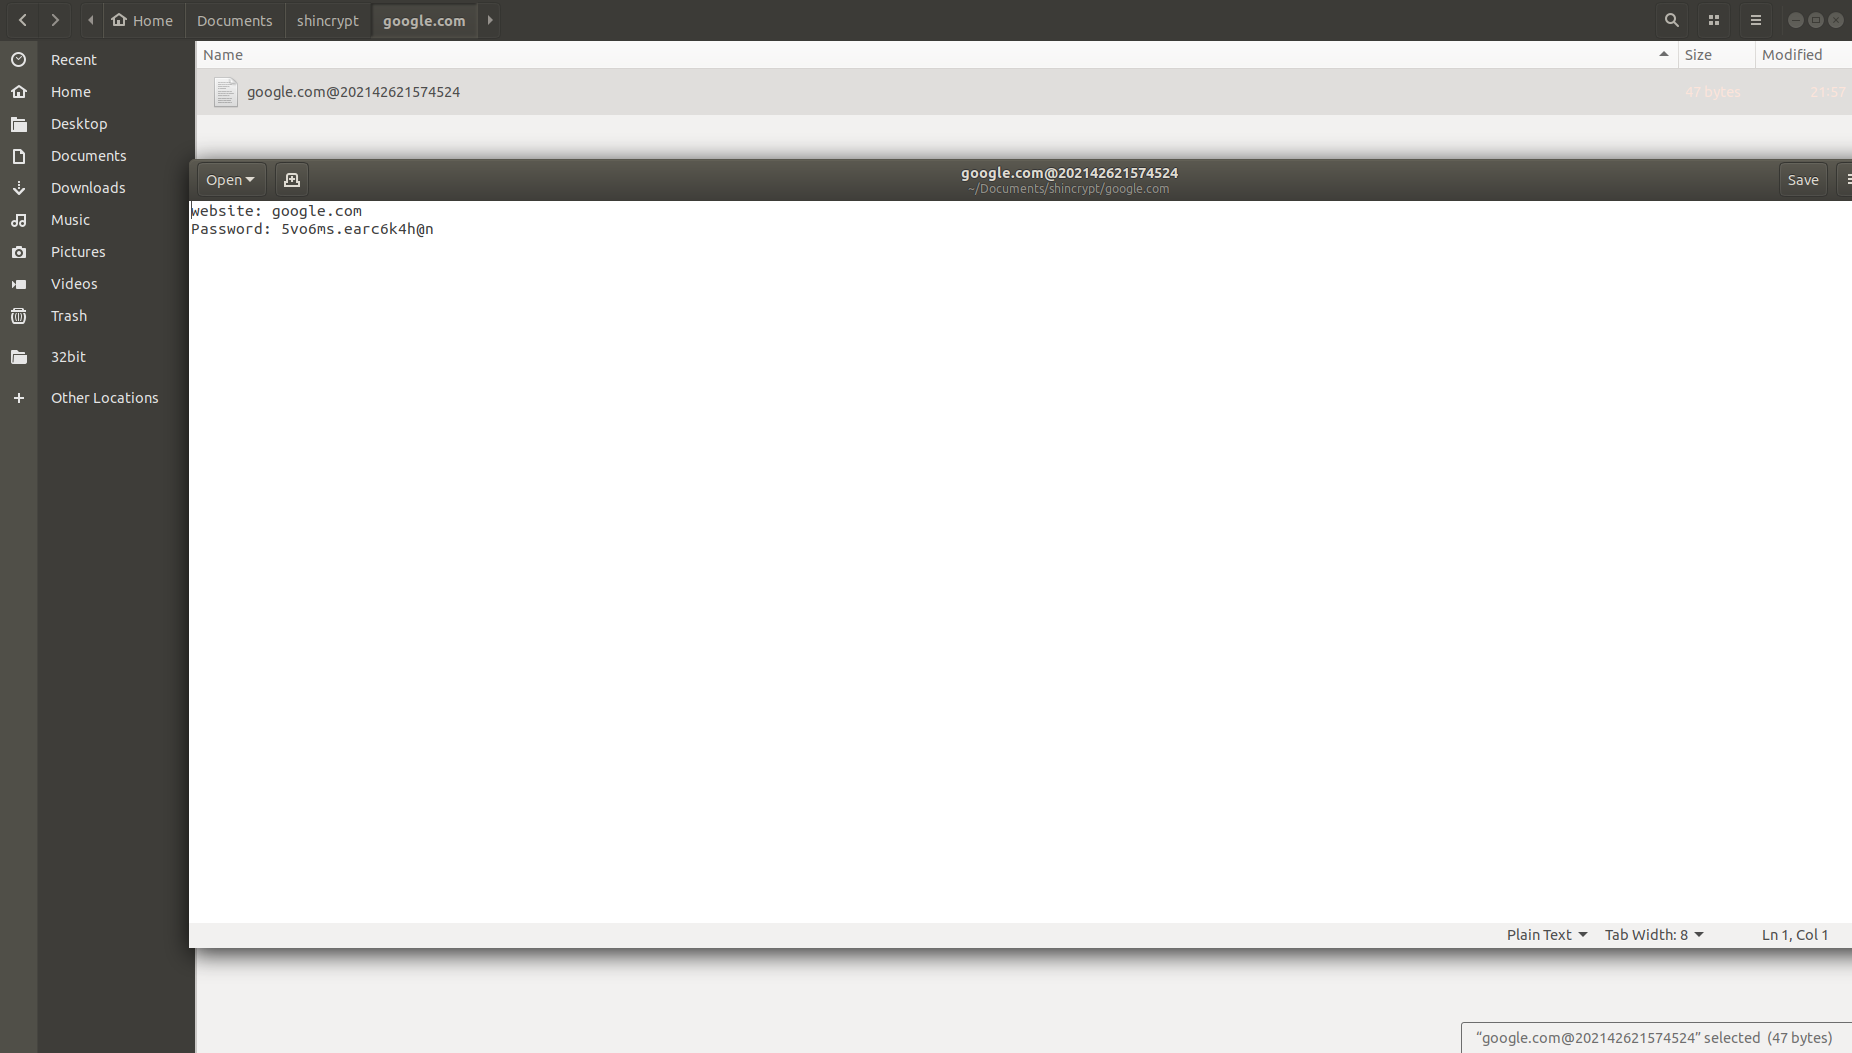 Home Documents shincrypt google.com
Recent
Home
Desktop
Documents
Downloads
Music
Pictures
Videos
Trash
32bit
Other Locations
Name Size Modified
google.com@202142621574524 47 bytes 21:57
Open google.com@202142621574524 Save
~/Documents/shincrypt/google.com
website: google.com
Password: 5vo6ms.earc6k4h@n
Plain Text Tab Width: 8 Ln 1, Col 1
“google.com@202142621574524” selected (47 bytes)